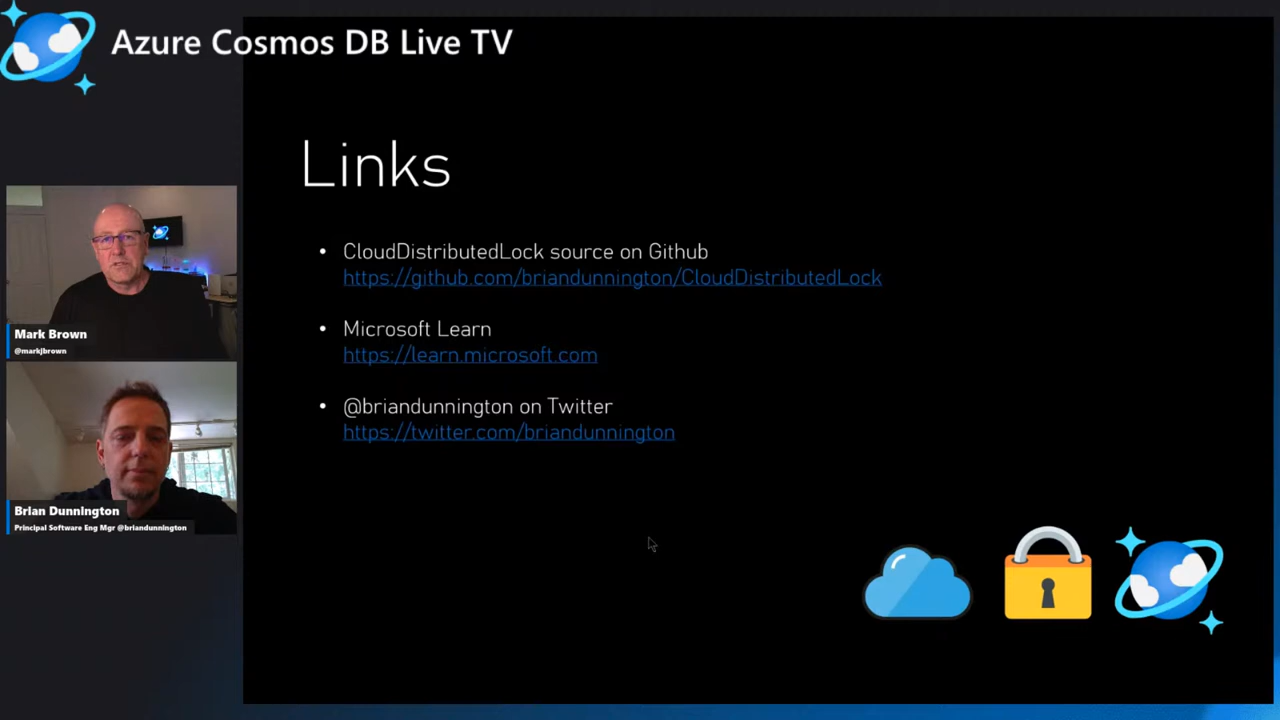 Azure Cosmos DB Live TV
Links
• CloudDistributedLock source on Github
https://github.com/briandunnington/CloudDistributedLock
• Microsoft Learn
https://learn.microsoft.com
• @briandunnington on Twitter
https://twitter.com/briandunnington
Mark Brown
@markjbrown
Brian Dunnington
Principal Software Eng Mgr @briandunnington